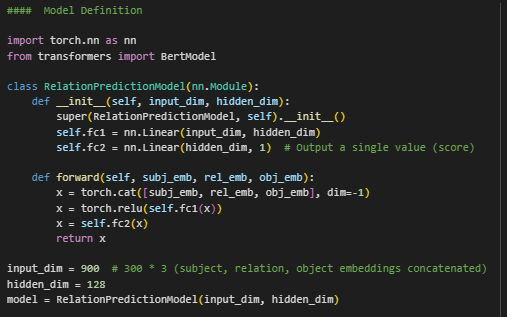 ####  Model Definition
import torch.nn as nn
from transformers import BertModel
class RelationPredictionModel(nn.Module):
    def __init__(self, input_dim, hidden_dim):
        super(RelationPredictionModel, self).__init__()
        self.fc1 = nn.Linear(input_dim, hidden_dim)
        self.fc2 = nn.Linear(hidden_dim, 1)  # Output a single value (score)
    def forward(self, subj_emb, rel_emb, obj_emb):
        x = torch.cat([subj_emb, rel_emb, obj_emb], dim=-1)
        x = torch.relu(self.fc1(x))
        x = self.fc2(x)
        return x
input_dim = 900  # 300 * 3 (subject, relation, object embeddings concatenated)
hidden_dim = 128
model = RelationPredictionModel(input_dim, hidden_dim)